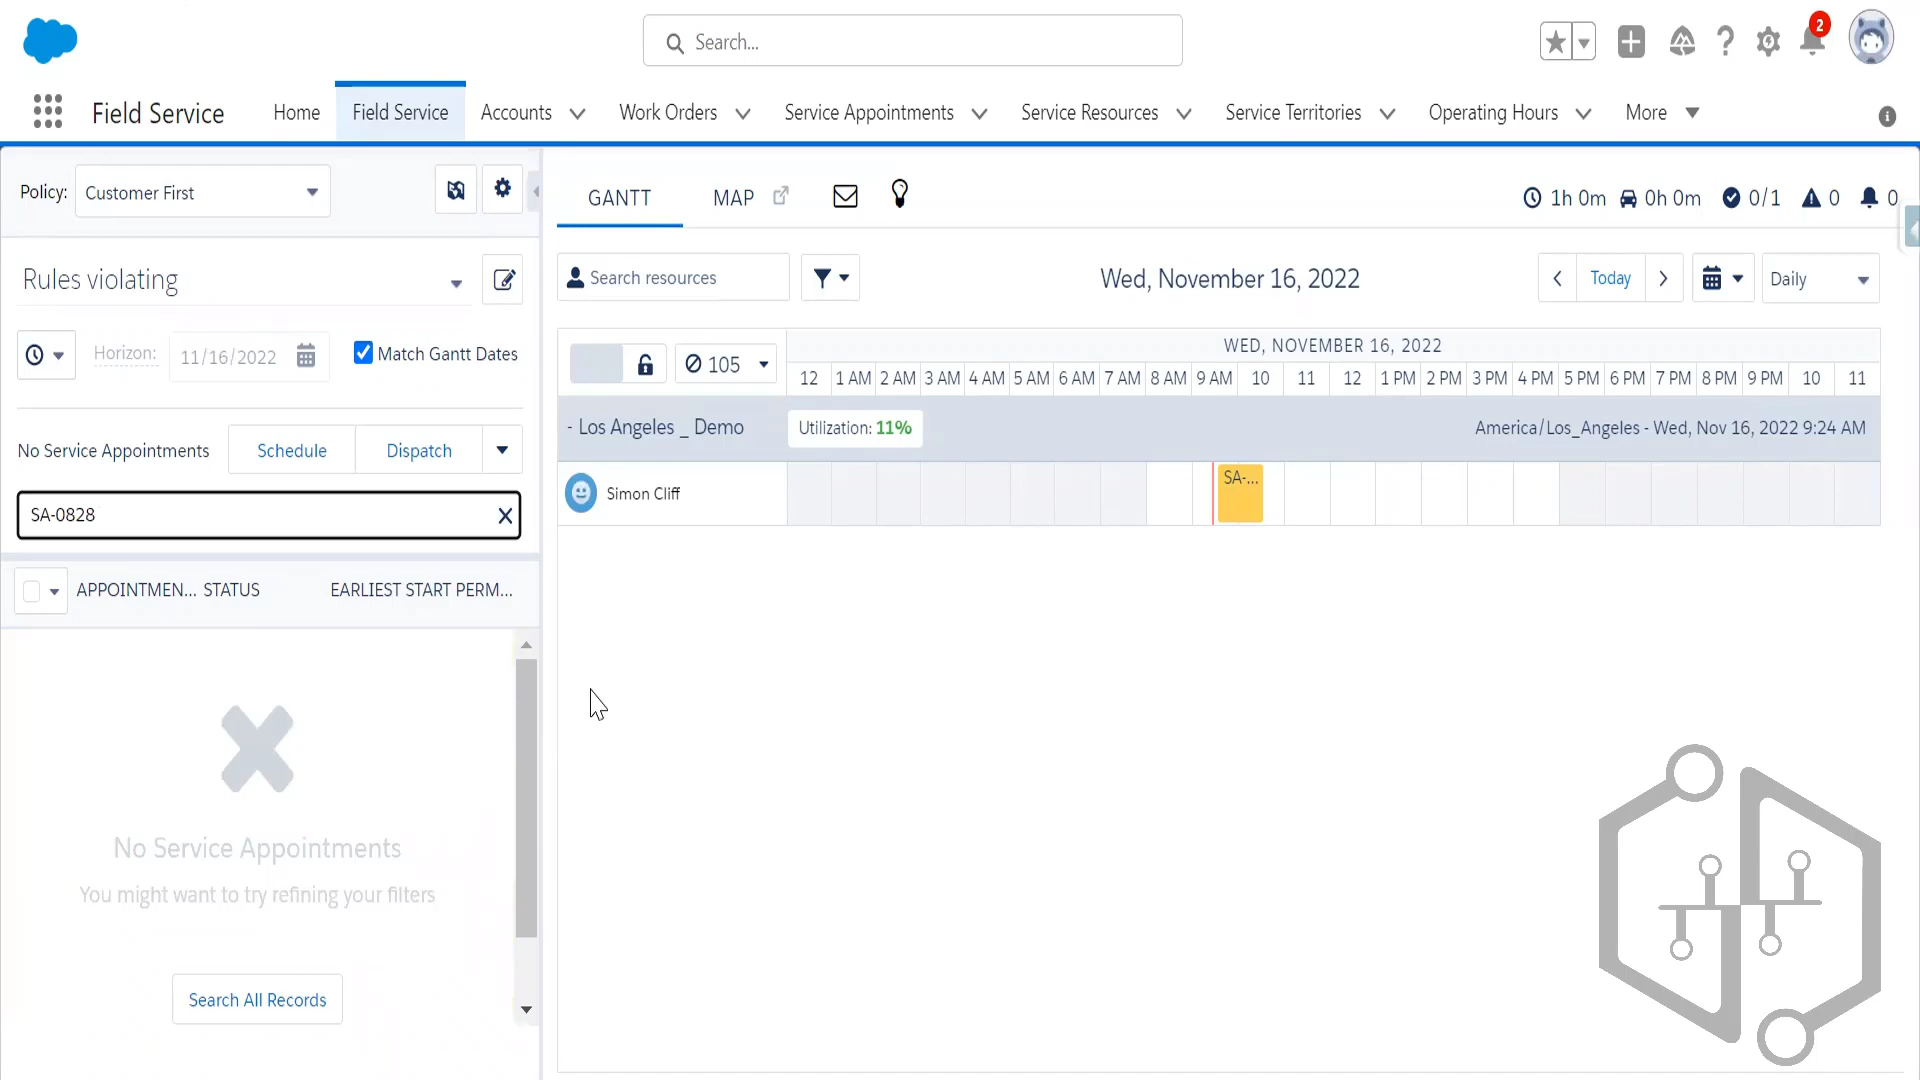 Search...
2
Field Service
Home
Field Service
Accounts
Work Orders
Service Appointments
Service Resources
Service Territories
Operating Hours
More
Policy:
Customer First
GANTT
MAP
1h 0m
0h 0m
0/1
0
0
Rules violating
Search resources
Wed, November 16, 2022
Today
Daily
Horizon:
11/16/2022
Match Gantt Dates
105
WED, NOVEMBER 16, 2022
12 1 AM 2 AM 3 AM 4 AM 5 AM 6 AM 7 AM 8 AM 9 AM 10 11 12 1 PM 2 PM 3 PM 4 PM 5 PM 6 PM 7 PM 8 PM 9 PM 10 11
No Service Appointments
Schedule
Dispatch
- Los Angeles _ Demo
Utilization: 11%
America/Los_Angeles - Wed, Nov 16, 2022 9:24 AM
SA-0828
Simon Cliff
SA-...
APPOINTMEN... STATUS EARLIEST START PERM...
No Service Appointments
You might want to try refining your filters
Search All Records